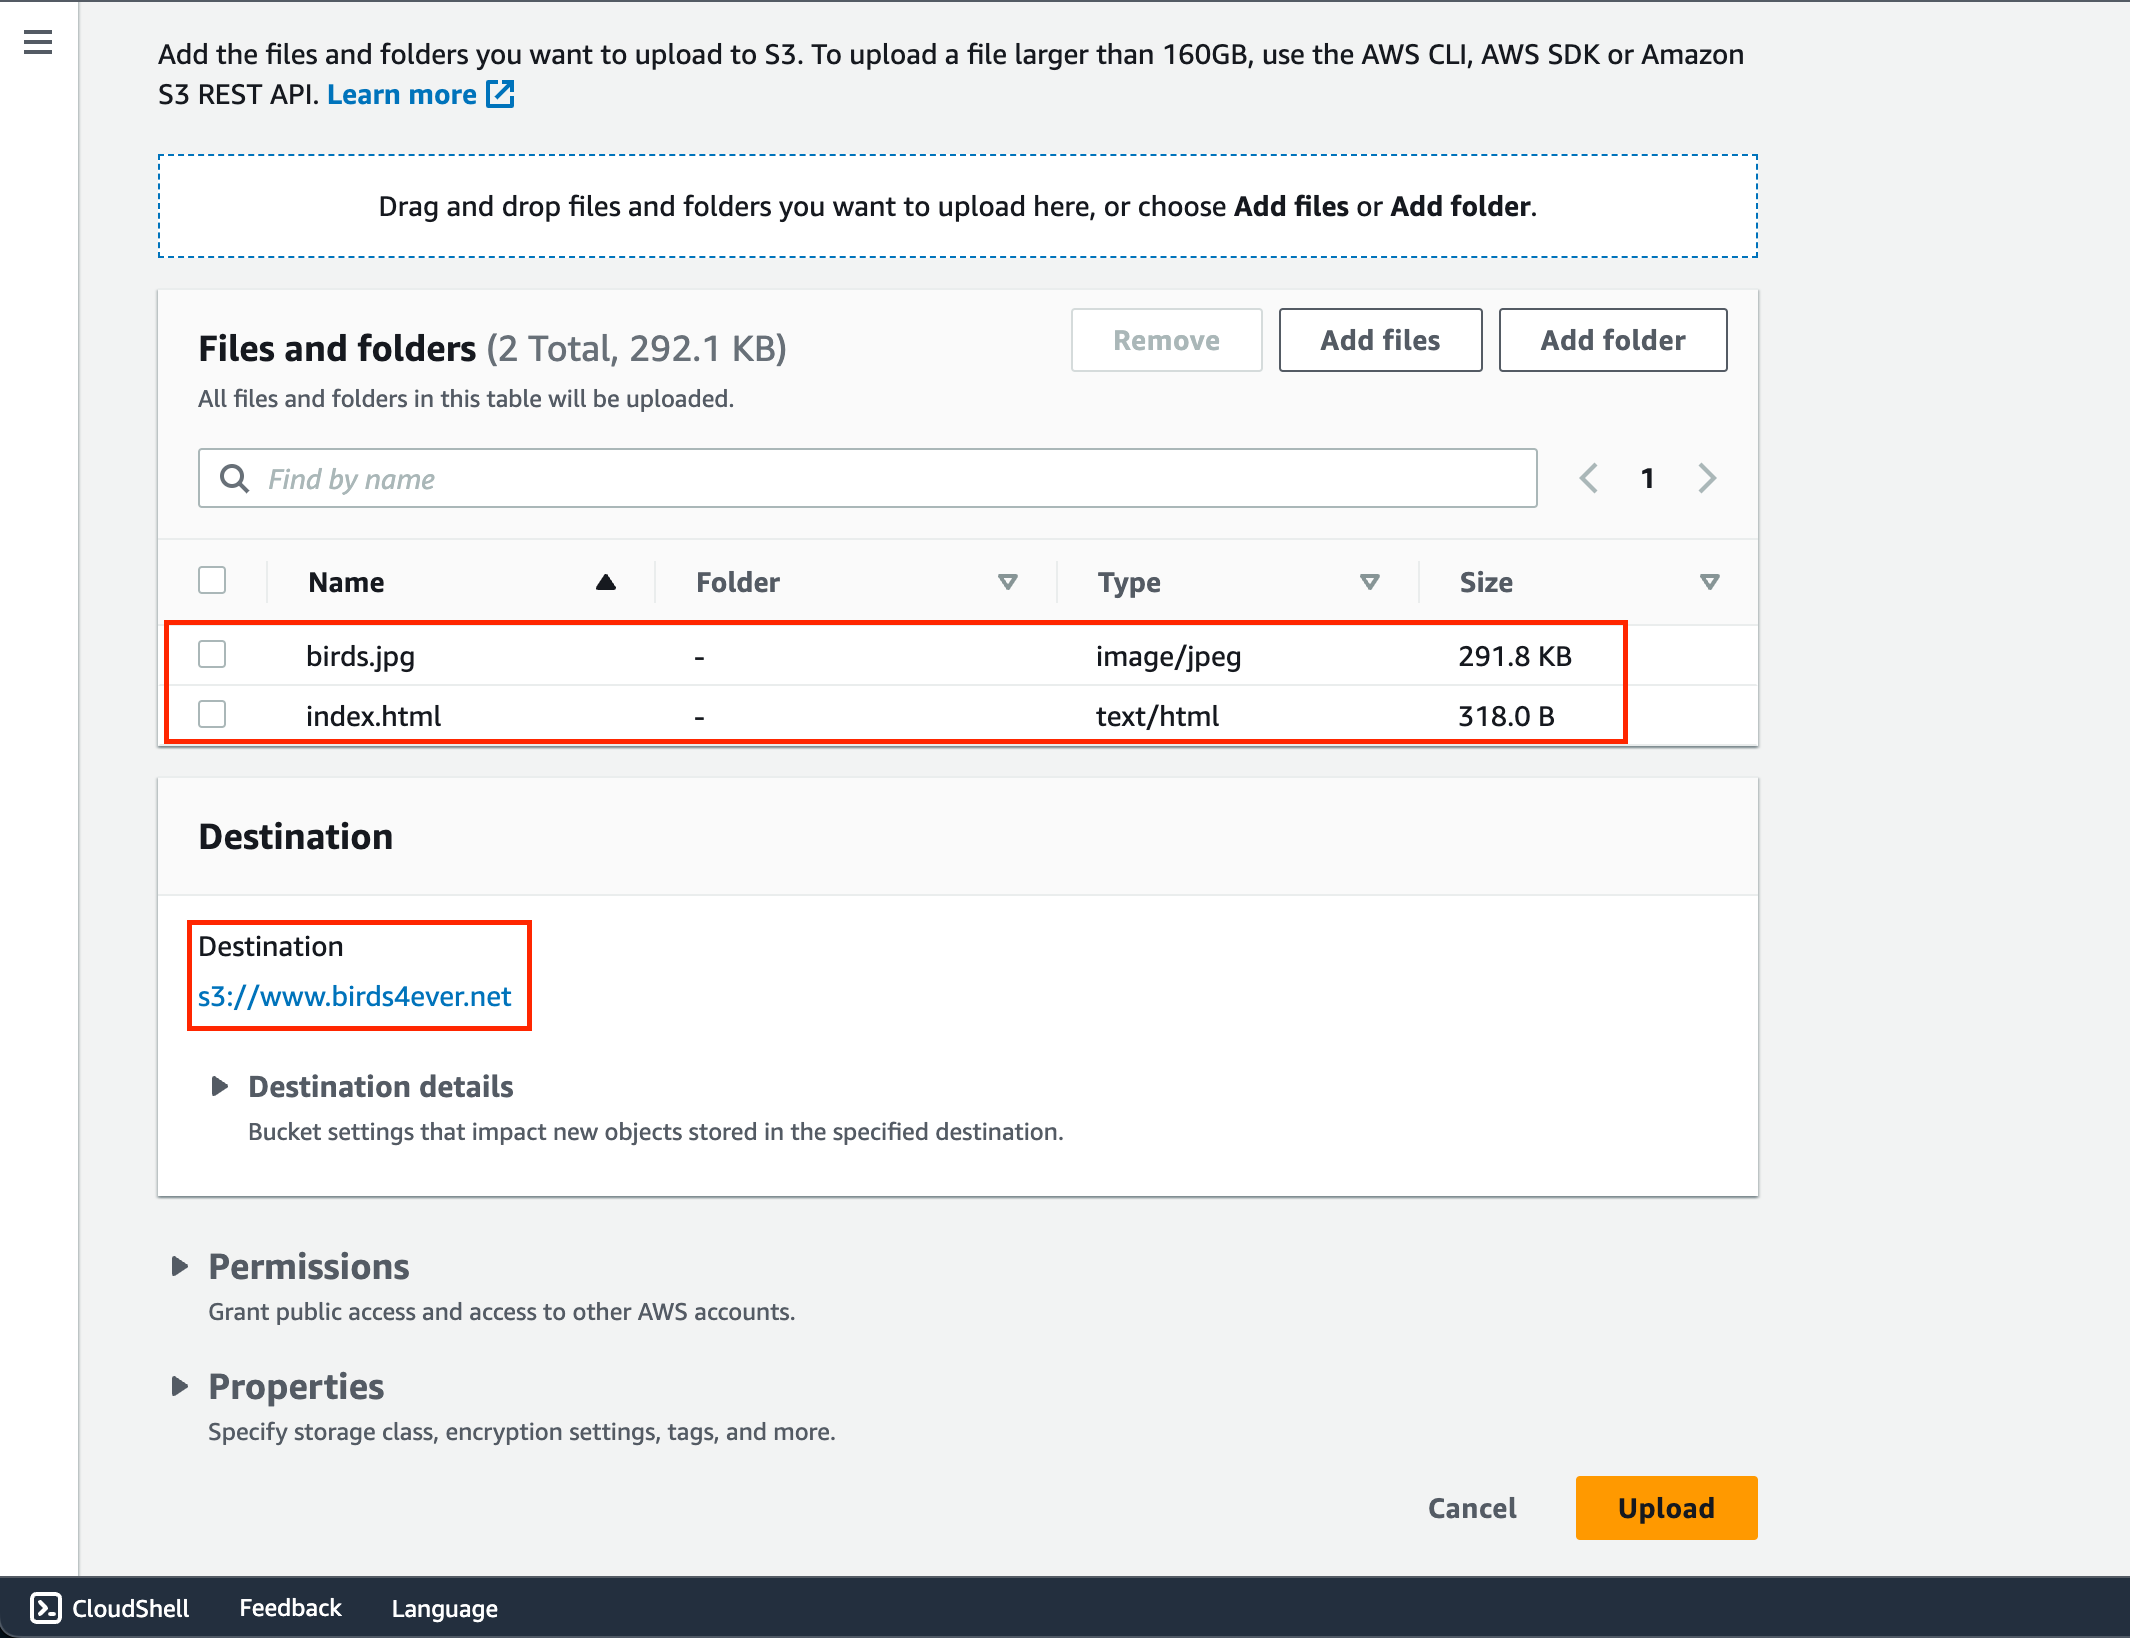 Add the files and folders you want to upload to S3. To upload a file larger than 160GB, use the AWS CLI, AWS SDK or Amazon
S3 REST API. Learn more
Drag and drop files and folders you want to upload here, or choose Add files or Add folder.
Files and folders (2 Total, 292.1 KB)
Remove
Add files
Add folder
All files and folders in this table will be uploaded.
Find by name
1
Name Folder Type Size
birds.jpg - image/jpeg 291.8 KB
index.html - text/html 318.0 B
Destination
Destination
s3://www.birds4ever.net
Destination details
Bucket settings that impact new objects stored in the specified destination.
Permissions
Grant public access and access to other AWS accounts.
Properties
Specify storage class, encryption settings, tags, and more.
Cancel Upload
CloudShell Feedback Language